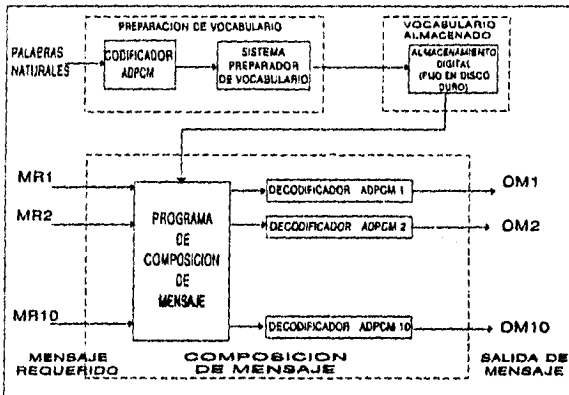 PREPARACION DE VOCABULARIO
VOCABULARIO
ALMACENADO
PALABRAS
NATURALES
CODIFICADOR
ADPCM
SISTEMA
PREPARADOR
DE VOCABULARIO
ALMACENAMIENTO
DIGITAL
(FIJO EN DISCO
DURO)
MR1
MR2
MR10
PROGRAMA
DE
COMPOSICION
DE
MENSAJE
DECODIFICADOR ADPCM 1
DECODIFICADOR ADPCM 2
DECODIFICADOR ADPCM 10
OM1
OM2
OM10
MENSAJE
REQUERIDO
COMPOSICION
DE MENSAJE
SALIDA DE
MENSAJE